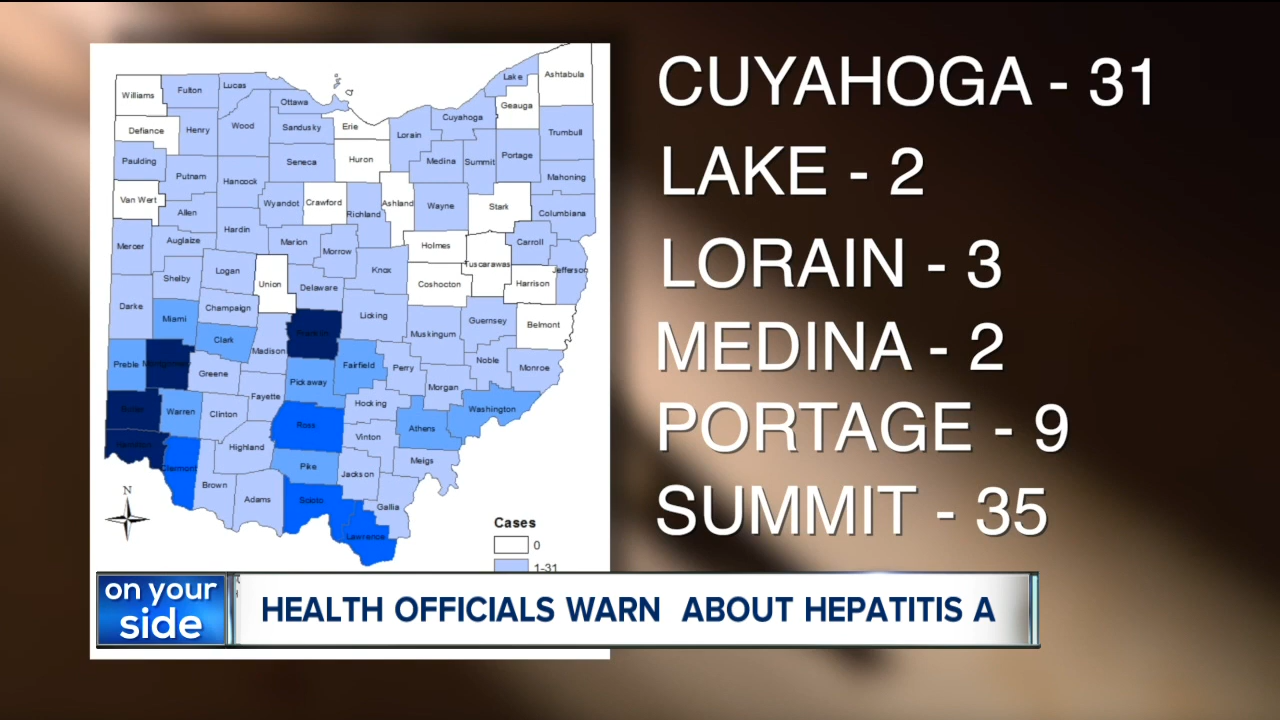 CUYAHOGA - 31
LAKE - 2
LORAIN - 3
MEDINA - 2
PORTAGE - 9
SUMMIT - 35
Williams
Fulton
Lucas
Ottawa
Lake
Ashtabula
Geauga
Defiance
Henry
Wood
Sandusky
Erie
Lorain
Cuyahoga
Trumbull
Paulding
Putnam
Hancock
Seneca
Huron
Medina
Summit
Portage
Mahoning
Van Wert
Allen
Wyandot
Crawford
Richland
Ashland
Wayne
Stark
Columbiana
Mercer
Auglaize
Hardin
Marion
Morrow
Holmes
Tuscarawas
Carroll
Jefferson
Shelby
Logan
Union
Delaware
Knox
Coshocton
Harrison
Darke
Miami
Champaign
Licking
Muskingum
Guernsey
Belmont
Clark
Madison
Franklin
Preble
Montgomery
Greene
Fairfield
Perry
Noble
Monroe
Pickaway
Morgan
Butler
Warren
Clinton
Fayette
Ross
Hocking
Athens
Washington
Hamilton
Clermont
Highland
Vinton
Meigs
Pike
Jackson
Brown
Adams
Scioto
Gallia
Lawrence
N
Cases
0
1-31
on your
side
HEALTH OFFICIALS WARN ABOUT HEPATITIS A